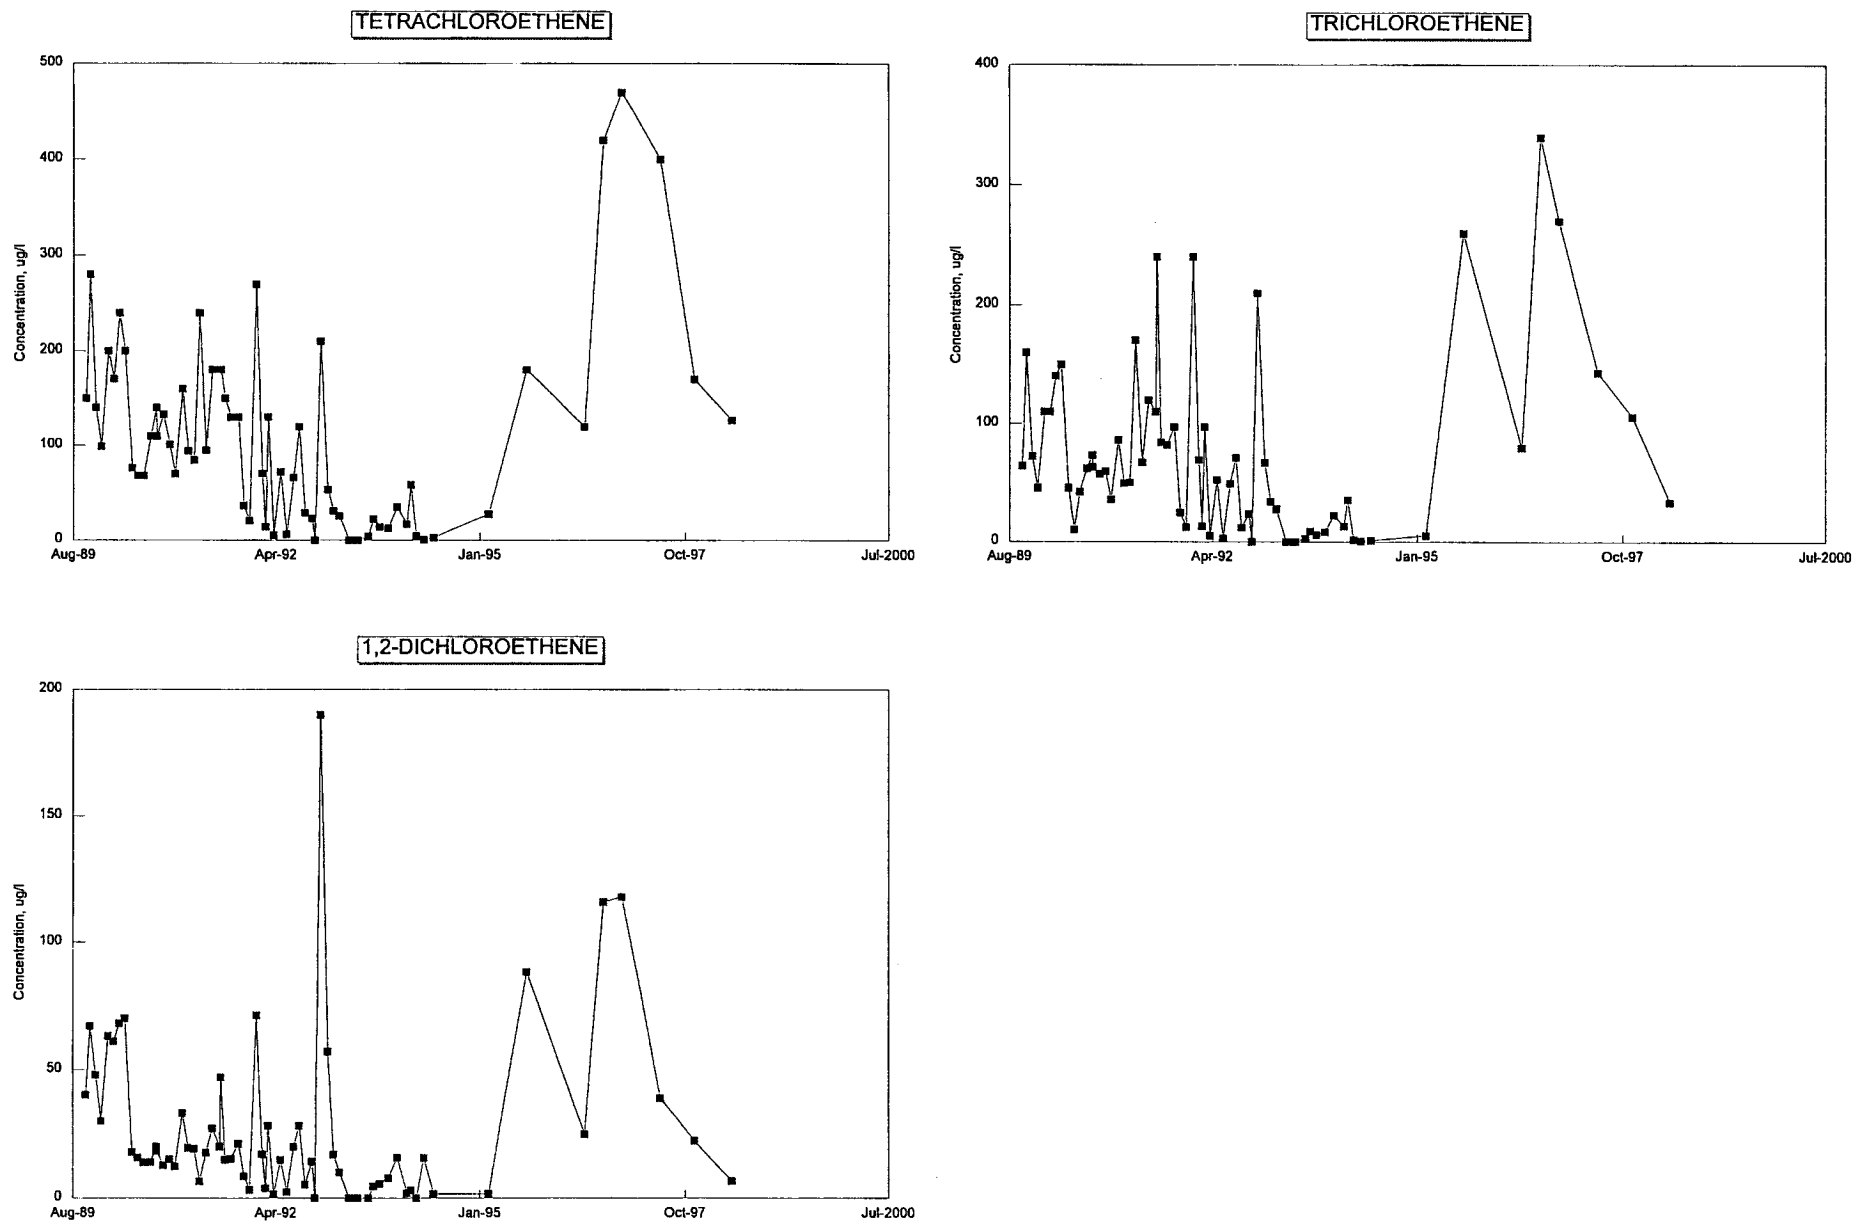 TETRACHLOROETHENE
500
400
300
200
100
0
Concentration, ug/l
Aug-89 Apr-92 Jan-95 Oct-97 Jul-2000
TRICHLOROETHENE
400
300
200
100
0
Concentration, ug/l
Aug-89 Apr-92 Jan-95 Oct-97 Jul-2000
1,2-DICHLOROETHENE
200
150
100
50
0
Concentration, ug/l
Aug-89 Apr-92 Jan-95 Oct-97 Jul-2000